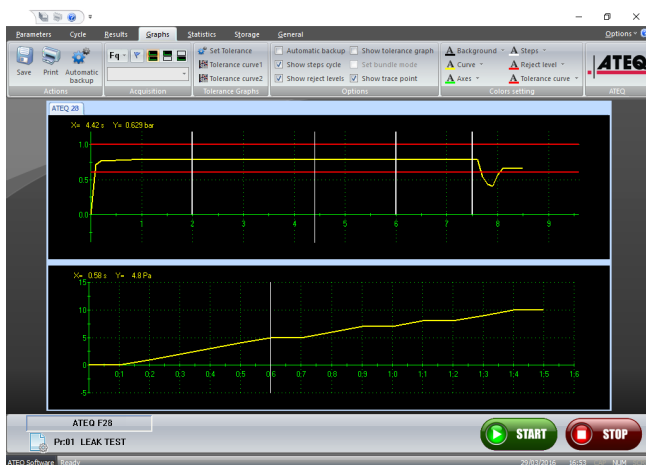 Parameters Cycle Results Graphs Statistics Storage General Options
Fq
Set Tolerance
Automatic backup Show tolerance graph
Background Steps
Tolerance curve1
Show steps cycle Set bundle mode
Curve Reject level
Save Print Automatic backup
Tolerance curve2
Show reject levels Show trace point
Axes Tolerance curve
ATEQ
Actions Acquisition Tolerance Graphs Options Colors setting ATEQ
ATEQ 28
X= 4.42 s Y= 0.629 bar
1.0
0.5
0.0
1 2 3 4 5 6 7 8 9
X= 0.58 s Y= 4.8 Pa
15
10
5
0
0.1 0.2 0.3 0.4 0.5 0.6 0.7 0.8 0.9 1.0 1.1 1.2 1.3 1.4 1.5 1.6
-5
ATEQ F28
Pr:01 LEAK TEST
START STOP
ATEQ Software Ready 29/03/2016 16:53 NUM